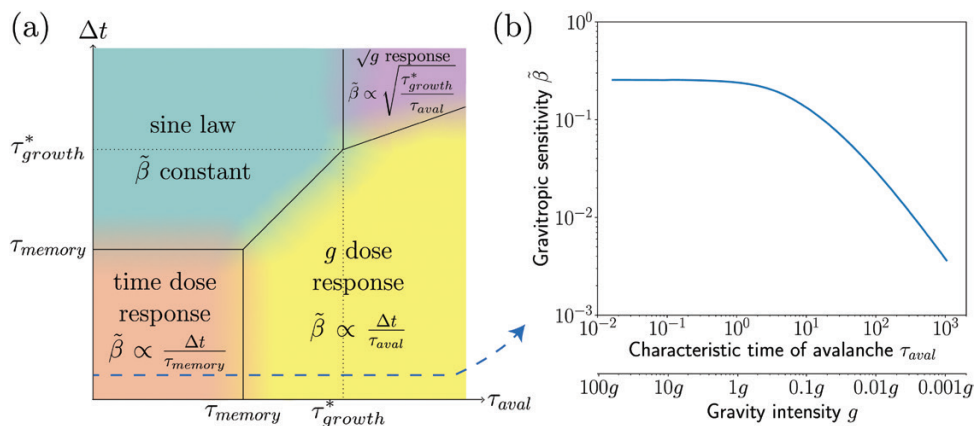 (a)
Δt
√g response
β̃ ∝ √(τ*growth / τaval)
sine law
β̃ constant
τ*growth
τmemory
time dose
response
β̃ ∝ Δt / τmemory
g dose
response
β̃ ∝ Δt / τaval
τmemory
τ*growth
τaval
(b)
Gravitropic sensitivity β̃
10⁰
10⁻¹
10⁻²
10⁻³
10⁻² 10⁻¹ 10⁰ 10¹ 10² 10³
Characteristic time of avalanche τaval
100g 10g 1g 0.1g 0.01g 0.001g
Gravity intensity g